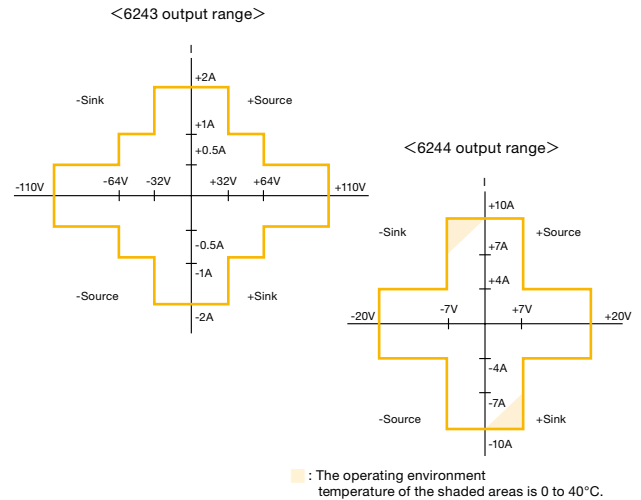 <6243 output range>
I
+2A
-Sink
+Source
+1A
+0.5A
-110V
-64V
-32V
+32V
+64V
+110V
-0.5A
-1A
-Source
+Sink
-2A
<6244 output range>
I
+10A
-Sink
+Source
+7A
+4A
-20V
-7V
+7V
+20V
-4A
-7A
-Source
+Sink
-10A
: The operating environment
temperature of the shaded areas is 0 to 40°C.